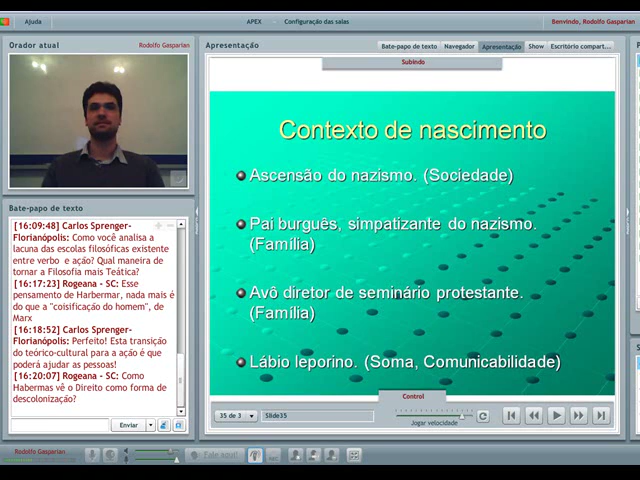 Ajuda
APEX
Configuração das salas
Benvindo, Rodolfo Gasparian
Orador atual
Rodolfo Gasparian
Apresentação
Bate-papo de texto
Navegador
Apresentação
Show
Escritório compart...
Subindo
Contexto de nascimento
Ascensão do nazismo. (Sociedade)
Pai burguês, simpatizante do nazismo.
(Família)
Avô diretor de seminário protestante.
(Família)
Lábio leporino. (Soma, Comunicabilidade)
Bate-papo de texto
[16:09:48] Carlos Sprenger-
Florianópolis: Como você analisa a
lacuna das escolas filosóficas existente
entre verbo e ação? Qual maneira de
tornar a Filosofia mais Teática?
[16:17:23] Rogeana - SC: Esse
pensamento de Harbermar, nada mais é
do que a "coisificação do homem", de
Marx
[16:18:52] Carlos Sprenger-
Florianópolis: Perfeito! Esta transição
do teórico-cultural para a ação é que
poderá ajudar as pessoas!
[16:20:07] Rogeana - SC: Como
Habermas vê o Direito como forma de
descolonização?
Enviar
Control
35 de 3
Slide35
Jogar velocidade
Rodolfo Gasparian
Fale aqui!